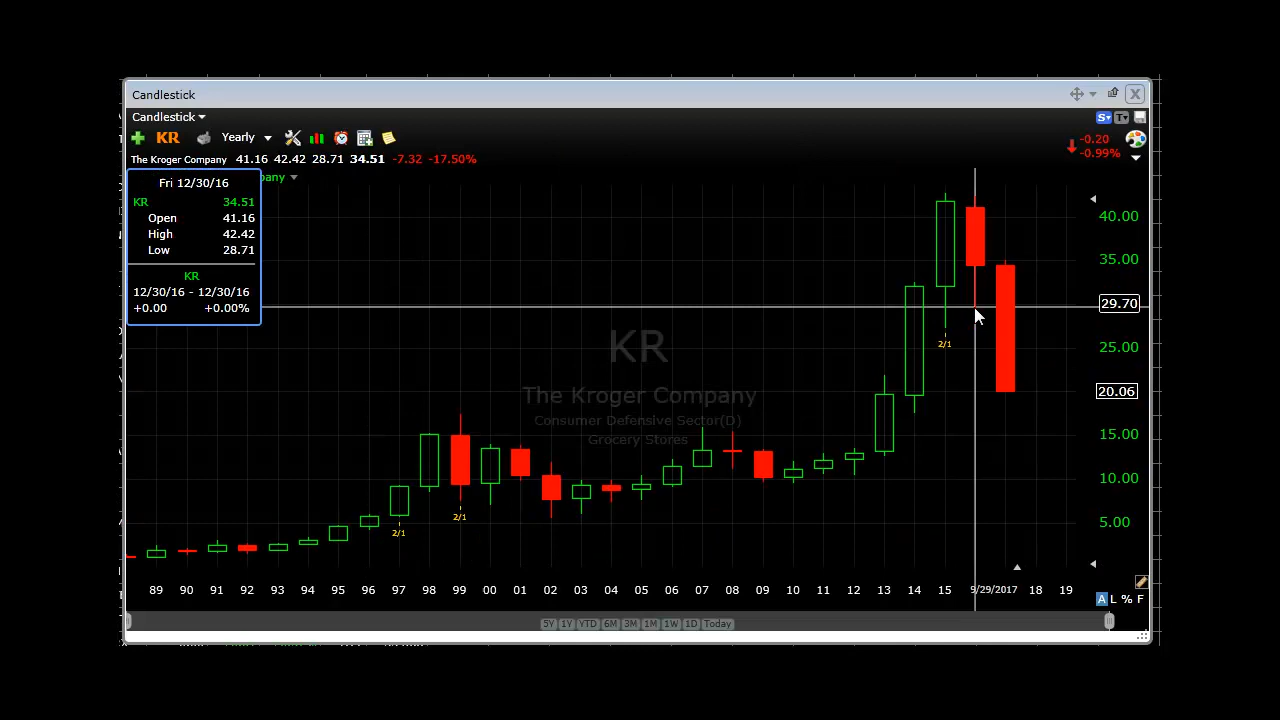 Candlestick
Candlestick
S T
KR Yearly
-0.20
-0.99%
The Kroger Company 41.16 42.42 28.71 34.51 -7.32 -17.50%
pany
Fri 12/30/16
KR 34.51
Open 41.16
High 42.42
Low 28.71
KR
12/30/16 - 12/30/16
+0.00 +0.00%
40.00
35.00
29.70
25.00
20.06
15.00
10.00
5.00
KR
The Kroger Company
Consumer Defensive Sector(D)
Grocery Stores
2/1
2/1
2/1
89 90 91 92 93 94 95 96 97 98 99 00 01 02 03 04 05 06 07 08 09 10 11 12 13 14 15 9/29/2017 18 19
A L % F
5Y 1Y YTD 6M 3M 1M 1W 1D Today